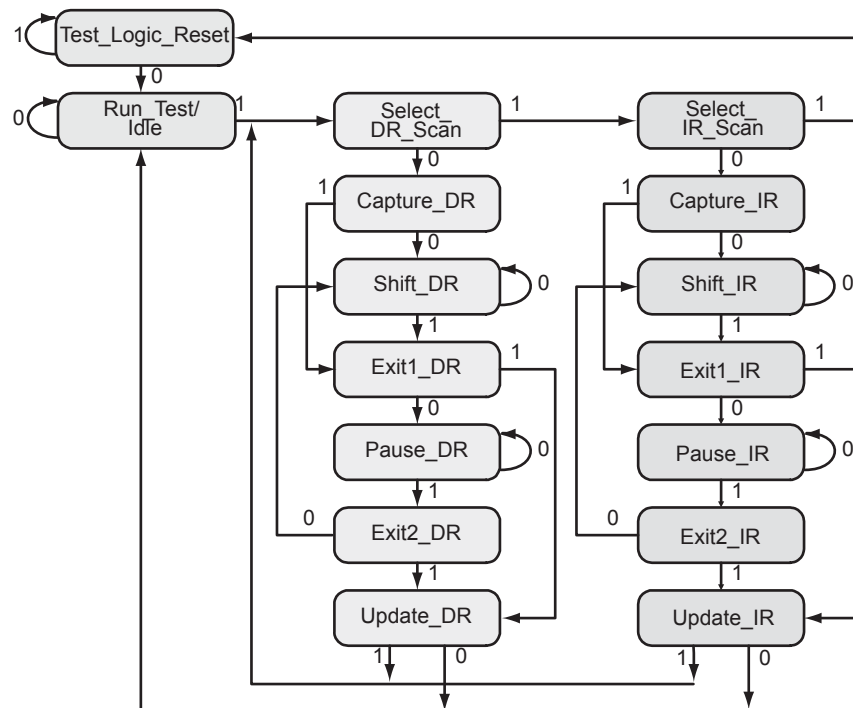 1
Test_Logic_Reset
0
0
Run_Test/
Idle
1
Select_
DR_Scan
1
Select_
IR_Scan
1
0
0
1
Capture_DR
1
Capture_IR
0
0
Shift_DR
0
Shift_IR
0
1
1
Exit1_DR
1
Exit1_IR
1
0
0
Pause_DR
0
Pause_IR
0
1
1
0
Exit2_DR
0
Exit2_IR
1
1
Update_DR
Update_IR
1
0
1
0